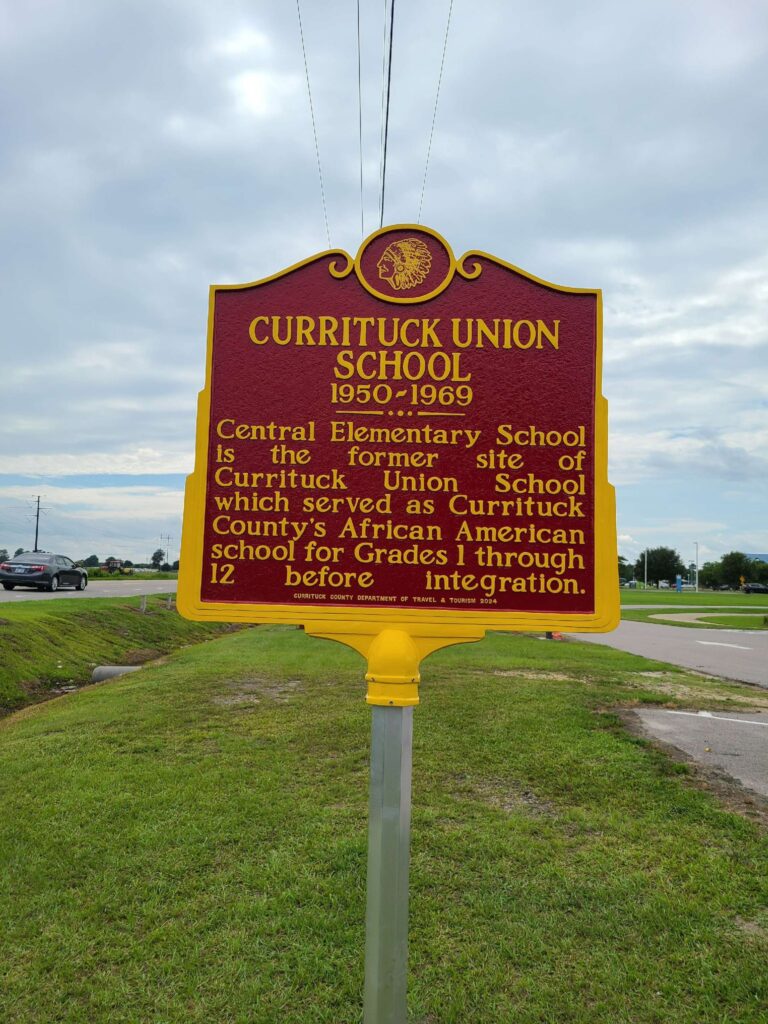 CURRITUCK UNION
SCHOOL
1950-1969
Central Elementary School
is the former site of
Currituck Union School
which served as Currituck
County's African American
school for Grades 1 through
12 before integration.
CURRITUCK COUNTY DEPARTMENT OF TRAVEL & TOURISM 2024